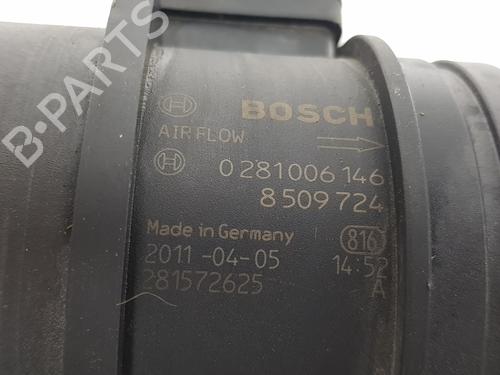 BOSCH
AIR FLOW
0 281 006 146
8 509 724
Made in Germany
816
2011-04-05
14:52
281572625
A
B-PARTS